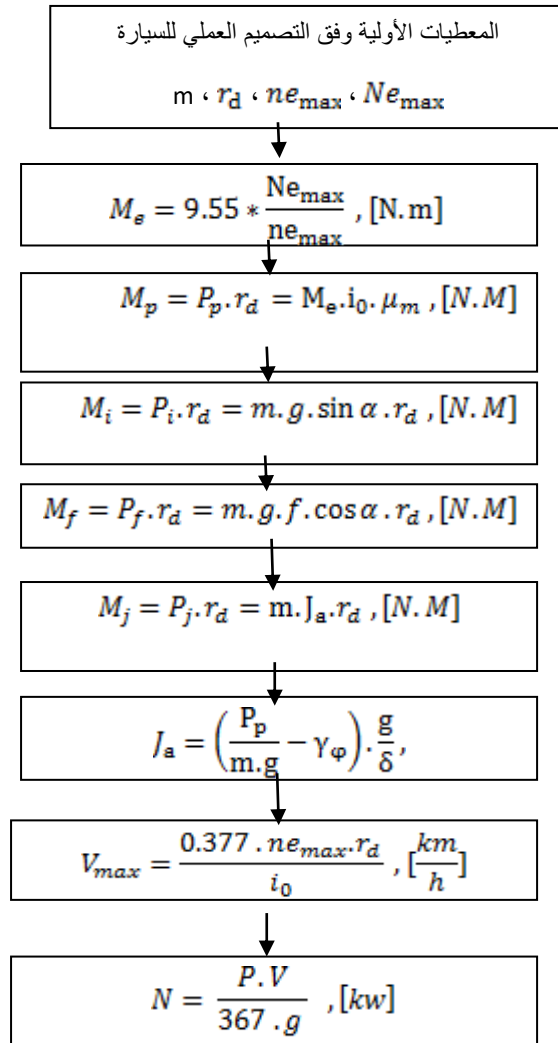 المعطيات الأولية وفق التصميم العملي للسيارة
m ، r_d ، ne_max ، Ne_max
M_e = 9.55 * Ne_max / ne_max , [N.m]
M_p = P_p.r_d = M_e.i_0.μ_m , [N.M]
M_i = P_i.r_d = m.g.sin α.r_d , [N.M]
M_f = P_f.r_d = m.g.f.cos α.r_d , [N.M]
M_j = P_j.r_d = m.J_a.r_d , [N.M]
J_a = (P_p / m.g − γ_φ).g/δ ,
V_max = 0.377 . ne_max.r_d / i_0 , [km/h]
N = P.V / 367 .g , [kw]